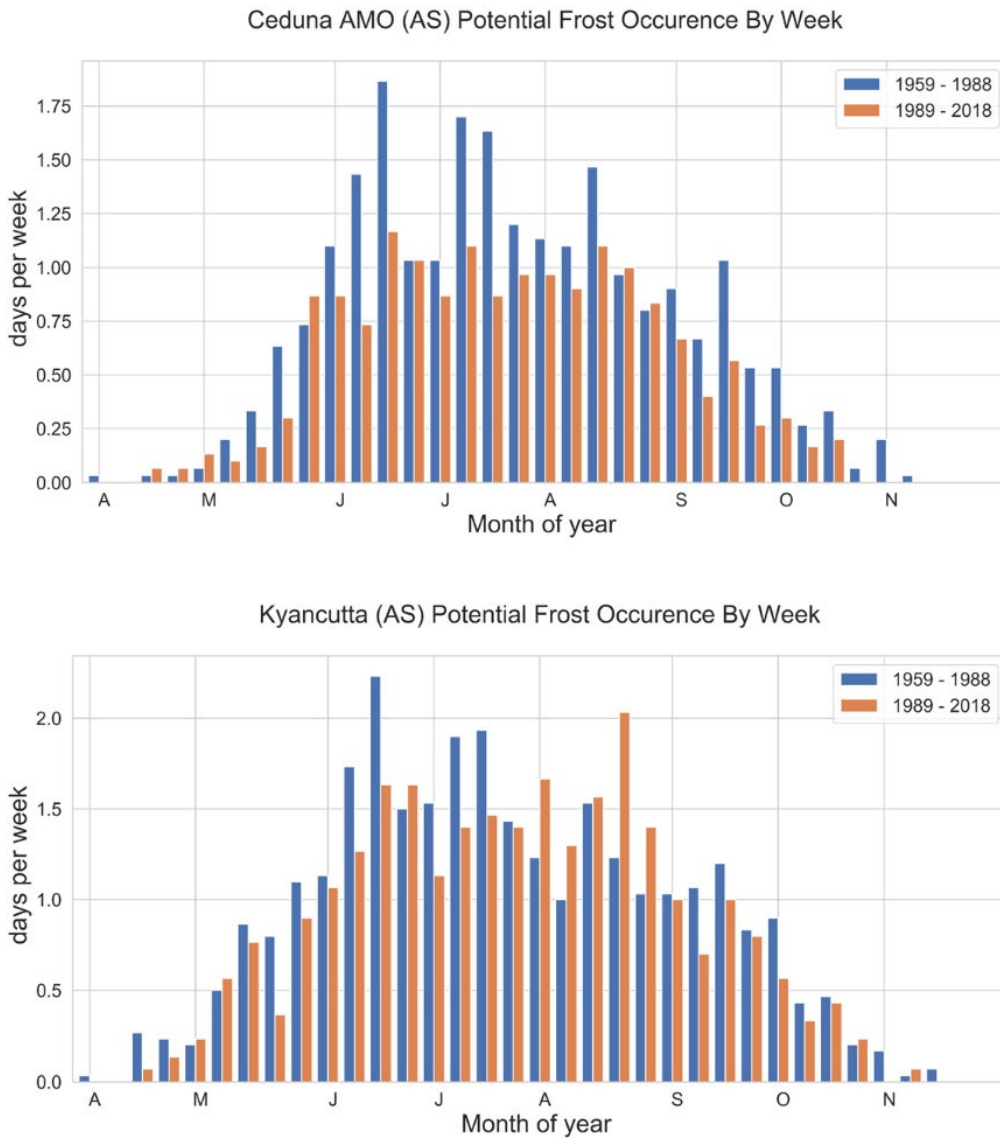 Ceduna AMO (AS) Potential Frost Occurence By Week
1959 - 1988
1989 - 2018
days per week
1.75
1.50
1.25
1.00
0.75
0.50
0.25
0.00
A M J J A S O N
Month of year
Kyancutta (AS) Potential Frost Occurence By Week
1959 - 1988
1989 - 2018
days per week
2.0
1.5
1.0
0.5
0.0
A M J J A S O N
Month of year